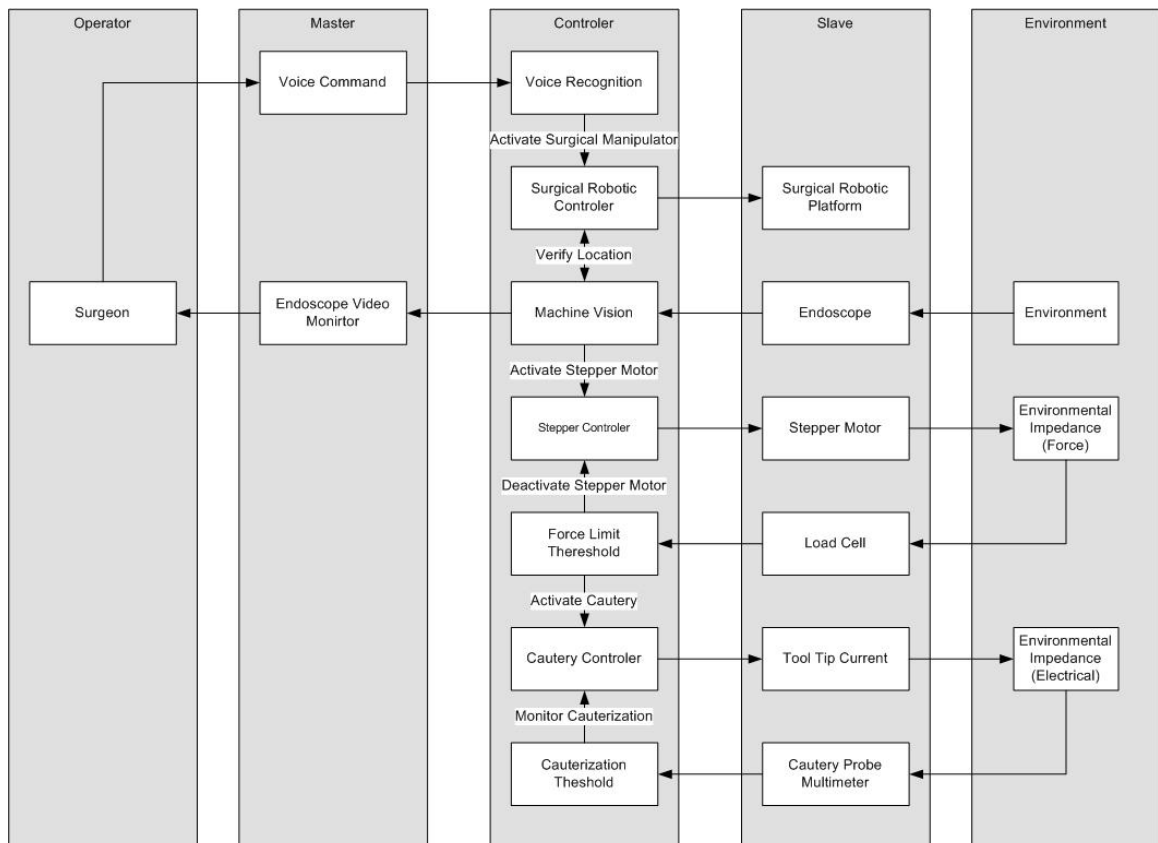 Operator
Master
Controler
Slave
Environment
Voice Command
Voice Recognition
Activate Surgical Manipulator
Surgical Robotic
Controler
Surgical Robotic
Platform
Verify Location
Surgeon
Endoscope Video
Monirtor
Machine Vision
Endoscope
Environment
Activate Stepper Motor
Stepper Controler
Stepper Motor
Environmental
Impedance
(Force)
Deactivate Stepper Motor
Force Limit
Thereshold
Load Cell
Activate Cautery
Cautery Controler
Tool Tip Current
Environmental
Impedance
(Electrical)
Monitor Cauterization
Cauterization
Theshold
Cautery Probe
Multimeter